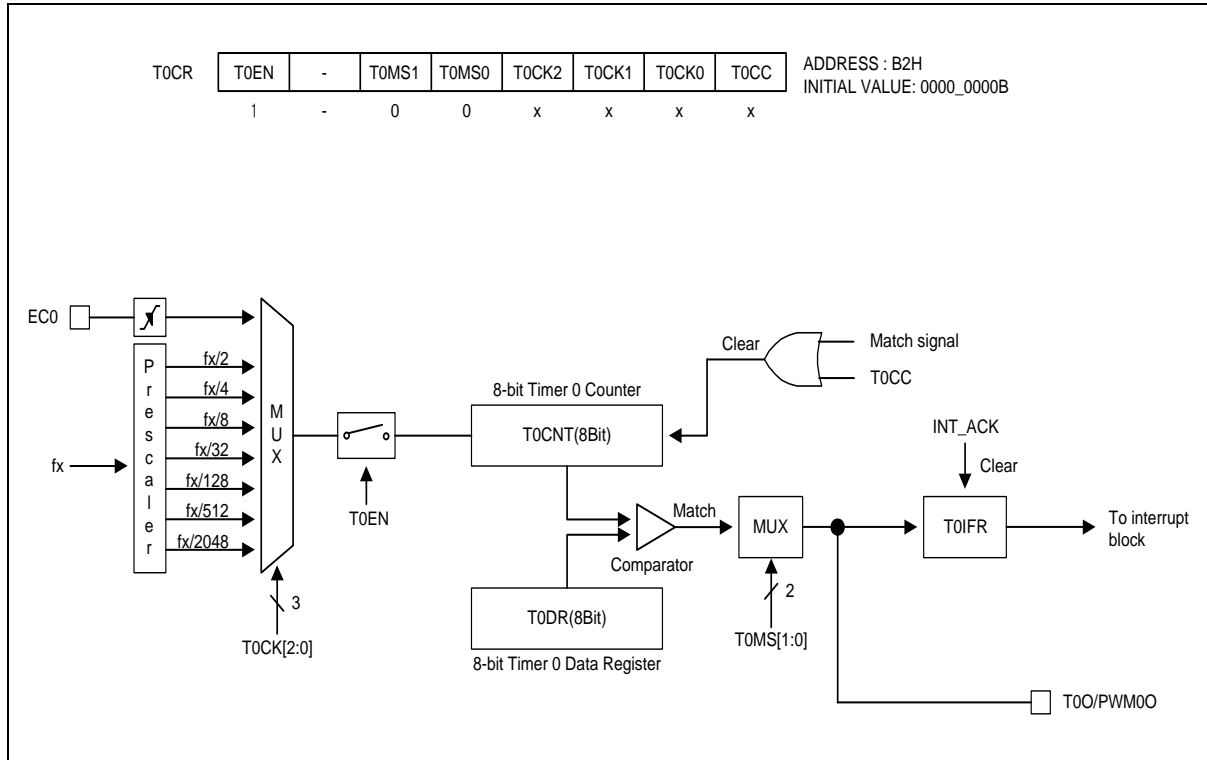 T0CR T0EN - T0MS1 T0MS0 T0CK2 T0CK1 T0CK0 T0CC
ADDRESS : B2H
INITIAL VALUE: 0000_0000B
1 - 0 0 x x x x
EC0
fx
Prescaler
fx/2
fx/4
fx/8
fx/32
fx/128
fx/512
fx/2048
MUX
3
T0CK[2:0]
T0EN
8-bit Timer 0 Counter
T0CNT(8Bit)
Clear
Match signal
T0CC
Match
Comparator
T0DR(8Bit)
8-bit Timer 0 Data Register
MUX
2
T0MS[1:0]
INT_ACK
Clear
T0IFR
To interrupt
block
T0O/PWM0O